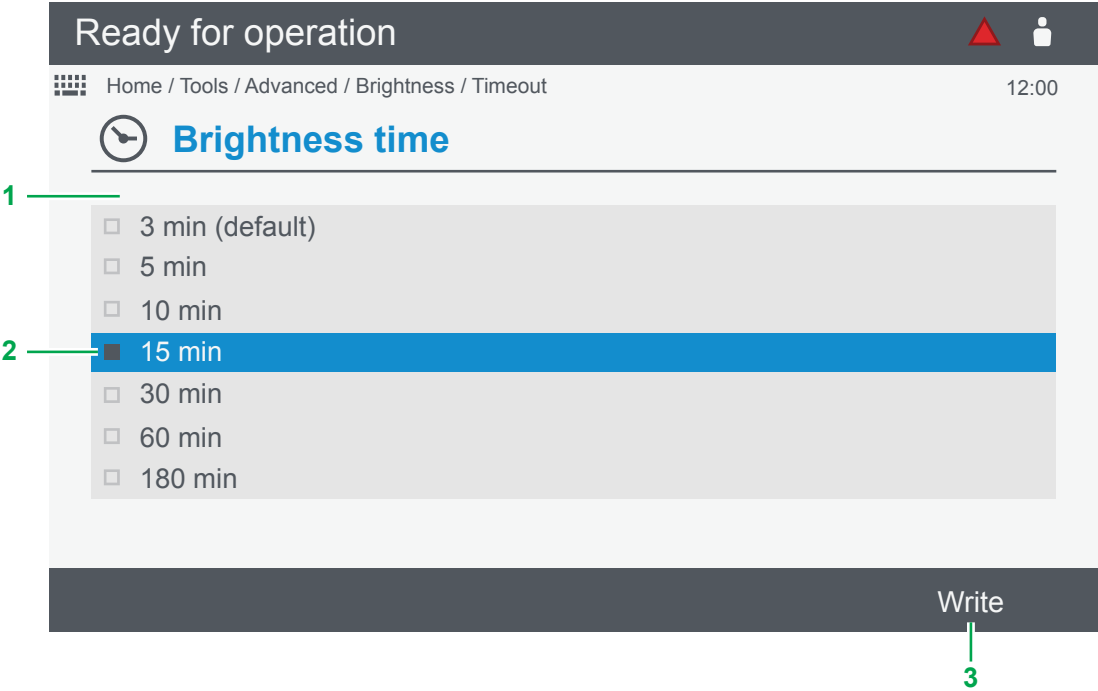 Ready for operation
Home / Tools / Advanced / Brightness / Timeout
12:00
Brightness time
1
3 min (default)
5 min
10 min
2
15 min
30 min
60 min
180 min
Write
3